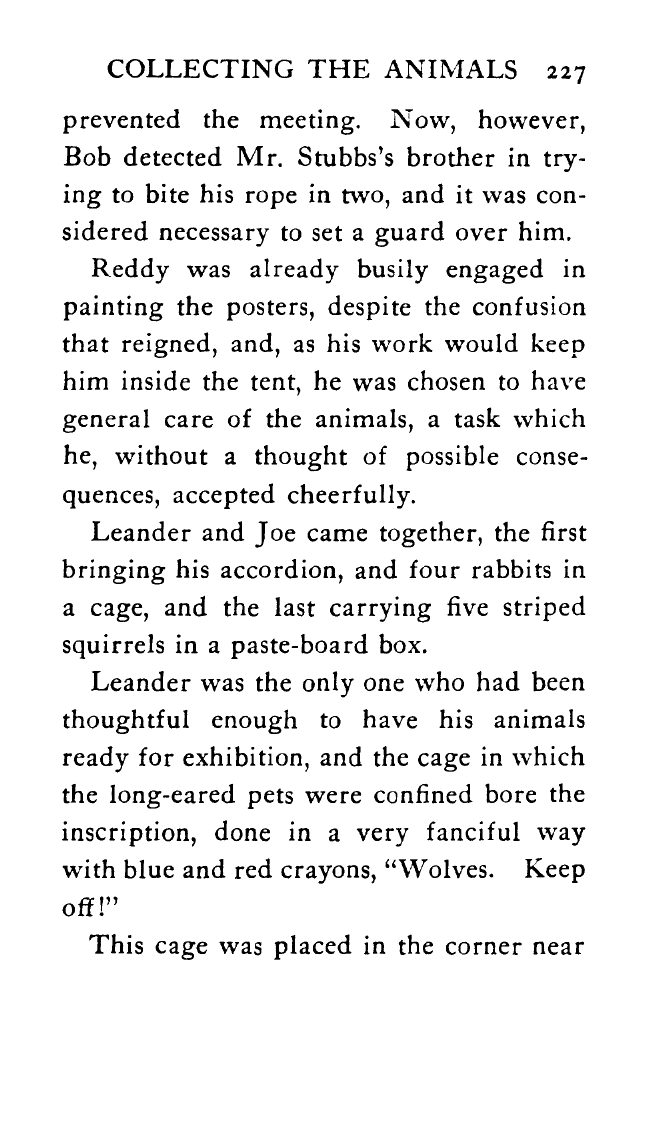 COLLECTING THE ANIMALS 227
prevented the meeting. Now, however,
Bob detected Mr. Stubbs's brother in try-
ing to bite his rope in two, and it was con-
sidered necessary to set a guard over him.
Reddy was already busily engaged in
painting the posters, despite the confusion
that reigned, and, as his work would keep
him inside the tent, he was chosen to have
general care of the animals, a task which
he, without a thought of possible conse-
quences, accepted cheerfully.
Leander and Joe came together, the first
bringing his accordion, and four rabbits in
a cage, and the last carrying five striped
squirrels in a paste-board box.
Leander was the only one who had been
thoughtful enough to have his animals
ready for exhibition, and the cage in which
the long-eared pets were confined bore the
inscription, done in a very fanciful way
with blue and red crayons, "Wolves. Keep
off!"
This cage was placed in the corner near